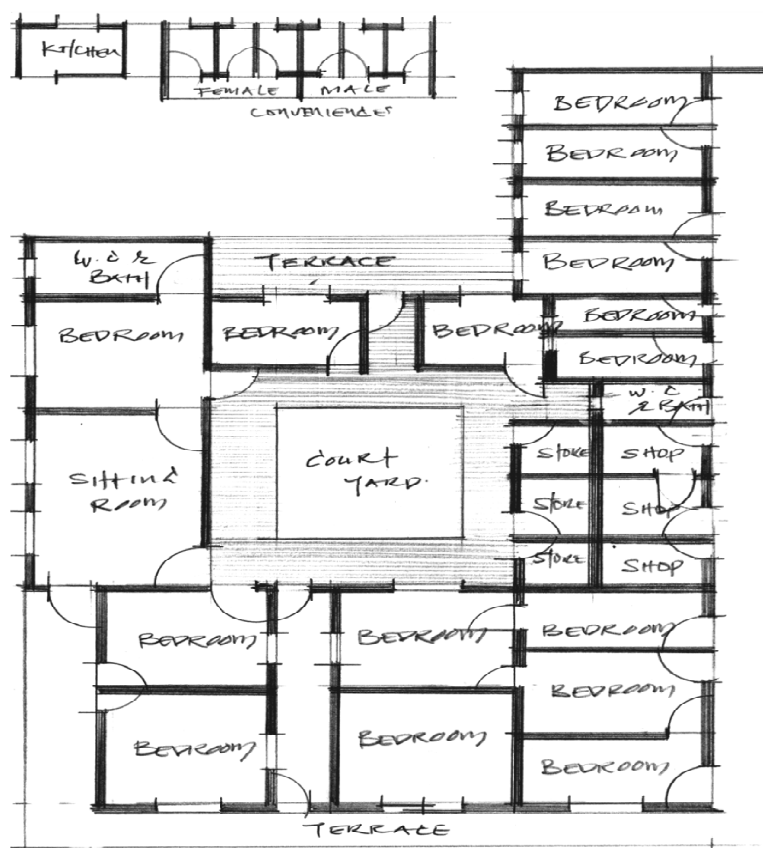 KITCHEN
FEMALE
MALE
CONVENIENCES
BEDROOM
BEDROOM
BEDROOM
BEDROOM
W.C &
BATH
TERRACE
BEDROOM
BEDROOM
BEDROOM
BEDROOM
BEDROOM
W.C
& BATH
SITTING
ROOM
COURT
YARD.
STORE
SHOP
STORE
SHOP
STORE
SHOP
BEDROOM
BEDROOM
BEDROOM
BEDROOM
BEDROOM
BEDROOM
BEDROOM
TERRACE